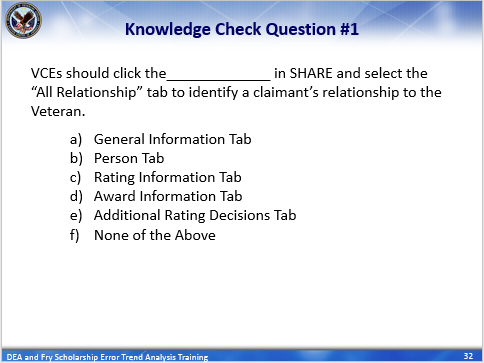 Knowledge Check Question #1
VCEs should click the_____________ in SHARE and select the
“All Relationship” tab to identify a claimant’s relationship to the
Veteran.
a) General Information Tab
b) Person Tab
c) Rating Information Tab
d) Award Information Tab
e) Additional Rating Decisions Tab
f) None of the Above
DEA and Fry Scholarship Error Trend Analysis Training
32